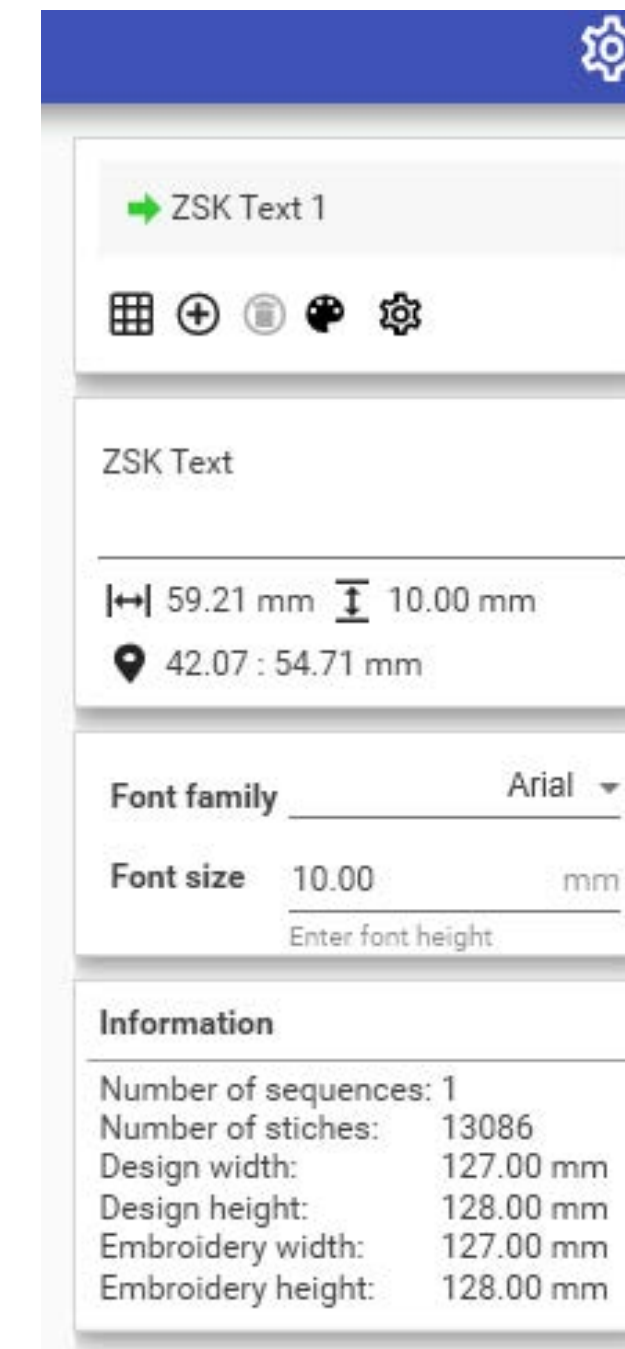 ZSK Text 1
ZSK Text
59.21 mm 10.00 mm
42.07 : 54.71 mm
Font family Arial
Font size 10.00 mm
Enter font height
Information
Number of sequences: 1
Number of stiches: 13086
Design width: 127.00 mm
Design height: 128.00 mm
Embroidery width: 127.00 mm
Embroidery height: 128.00 mm